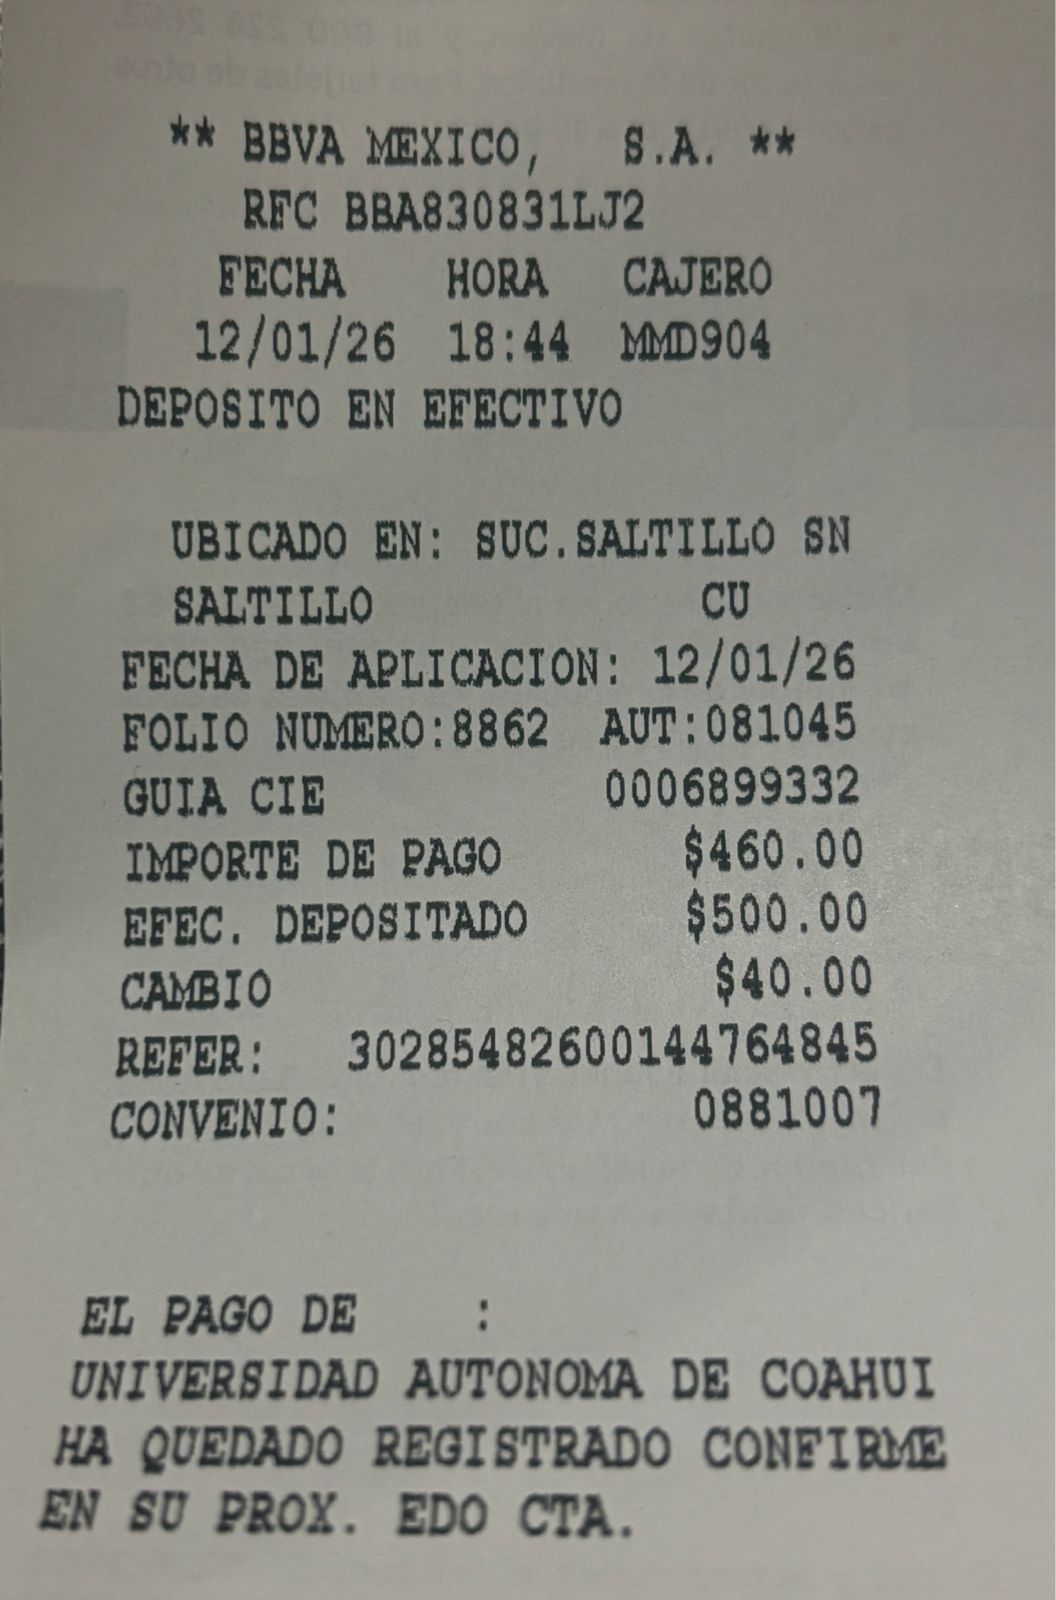 ** BBVA MEXICO, S.A. **
RFC BBA830831LJ2
FECHA HORA CAJERO
12/01/26 18:44 MMD904
DEPOSITO EN EFECTIVO
UBICADO EN: SUC.SALTILLO SN
SALTILLO CU
FECHA DE APLICACION: 12/01/26
FOLIO NUMERO:8862 AUT:081045
GUIA CIE 0006899332
IMPORTE DE PAGO $460.00
EFEC. DEPOSITADO $500.00
CAMBIO $40.00
REFER: 30285482600144764845
CONVENIO: 0881007
EL PAGO DE :
UNIVERSIDAD AUTONOMA DE COAHUI
HA QUEDADO REGISTRADO CONFIRME
EN SU PROX. EDO CTA.